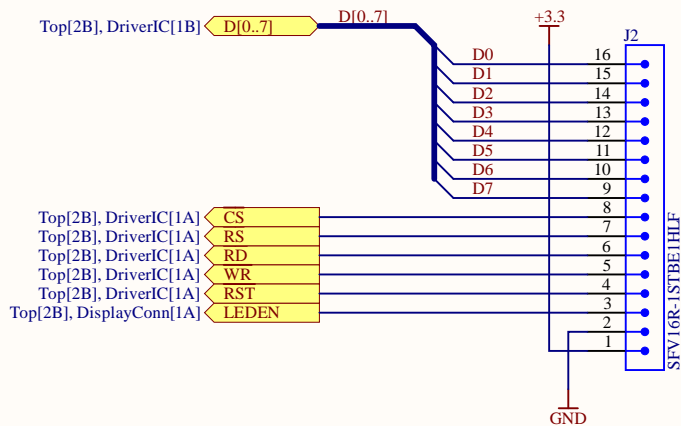 +3.3
Top[2B], DriverIC[1B] D[0..7] D[0..7]
J2
D0 16
D1 15
D2 14
D3 13
D4 12
D5 11
D6 10
D7 9
Top[2B], DriverIC[1A] CS 8
Top[2B], DriverIC[1A] RS 7
Top[2B], DriverIC[1A] RD 6
Top[2B], DriverIC[1A] WR 5
Top[2B], DriverIC[1A] RST 4
Top[2B], DisplayConn[1A] LEDEN 3
2
1
SFV16R-1STBE1HLF
GND